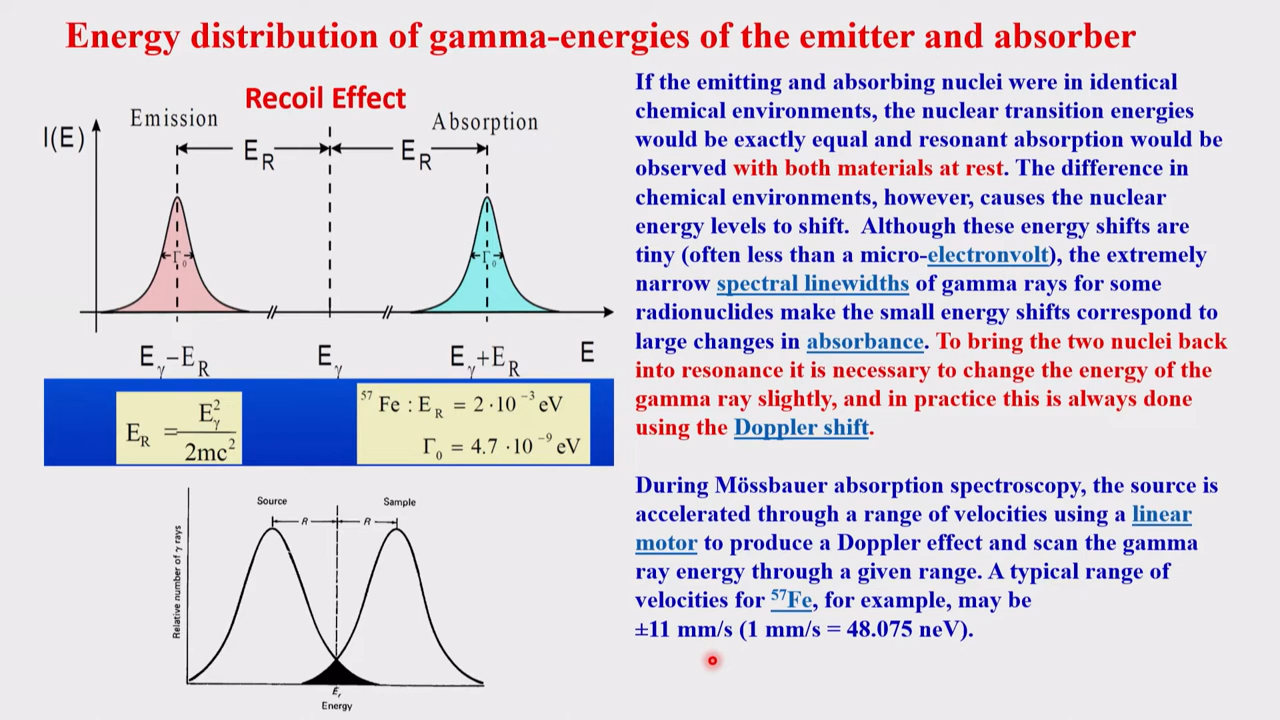 Energy distribution of gamma-energies of the emitter and absorber
Recoil Effect
Emission
Absorption
I(E)
E_R
E_R
Γ₀
Γ₀
E_γ−E_R
E_γ
E_γ+E_R
E
E_R = E_γ² / 2mc²
⁵⁷Fe : E_R = 2·10⁻³ eV
Γ₀ = 4.7 ·10⁻⁹ eV
Source
Sample
R
R
Relative number of γ rays
E_r
Energy
If the emitting and absorbing nuclei were in identical
chemical environments, the nuclear transition energies
would be exactly equal and resonant absorption would be
observed with both materials at rest. The difference in
chemical environments, however, causes the nuclear
energy levels to shift. Although these energy shifts are
tiny (often less than a micro-electronvolt), the extremely
narrow spectral linewidths of gamma rays for some
radionuclides make the small energy shifts correspond to
large changes in absorbance. To bring the two nuclei back
into resonance it is necessary to change the energy of the
gamma ray slightly, and in practice this is always done
using the Doppler shift.
During Mössbauer absorption spectroscopy, the source is
accelerated through a range of velocities using a linear
motor to produce a Doppler effect and scan the gamma
ray energy through a given range. A typical range of
velocities for ⁵⁷Fe, for example, may be
±11 mm/s (1 mm/s = 48.075 neV).